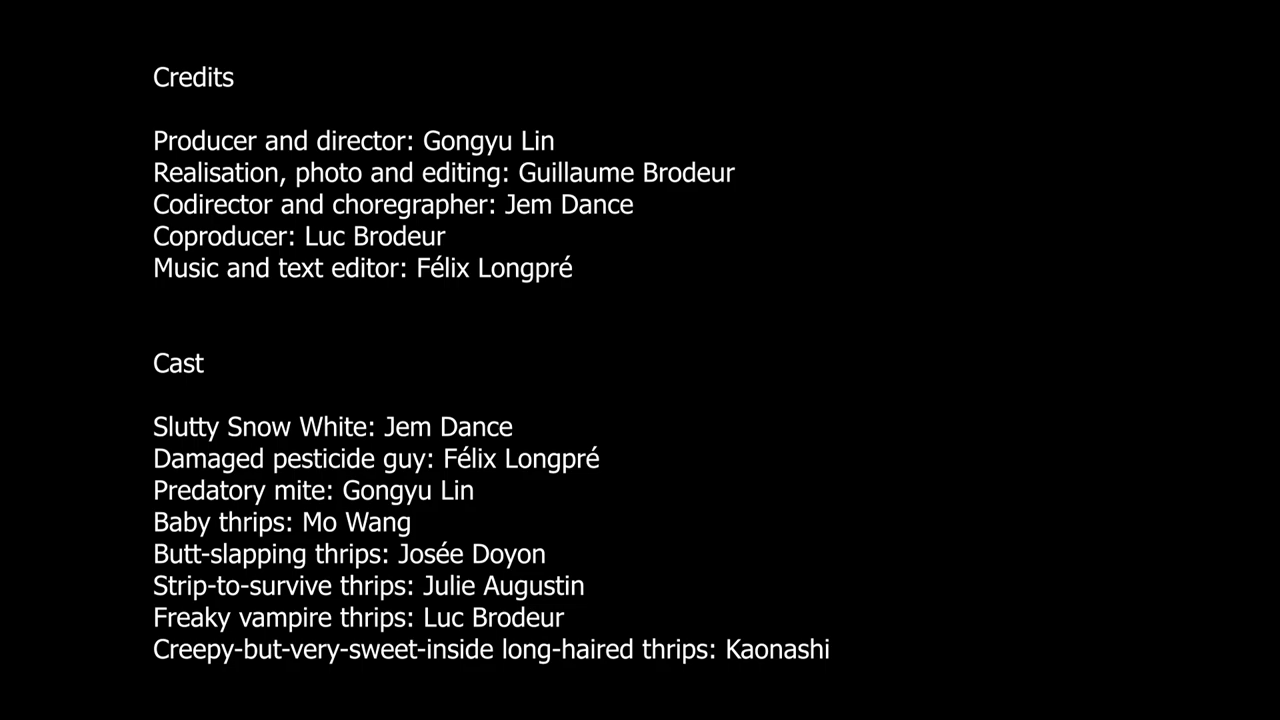 Credits
Producer and director: Gongyu Lin
Realisation, photo and editing: Guillaume Brodeur
Codirector and choregrapher: Jem Dance
Coproducer: Luc Brodeur
Music and text editor: Félix Longpré
Cast
Slutty Snow White: Jem Dance
Damaged pesticide guy: Félix Longpré
Predatory mite: Gongyu Lin
Baby thrips: Mo Wang
Butt-slapping thrips: Josée Doyon
Strip-to-survive thrips: Julie Augustin
Freaky vampire thrips: Luc Brodeur
Creepy-but-very-sweet-inside long-haired thrips: Kaonashi